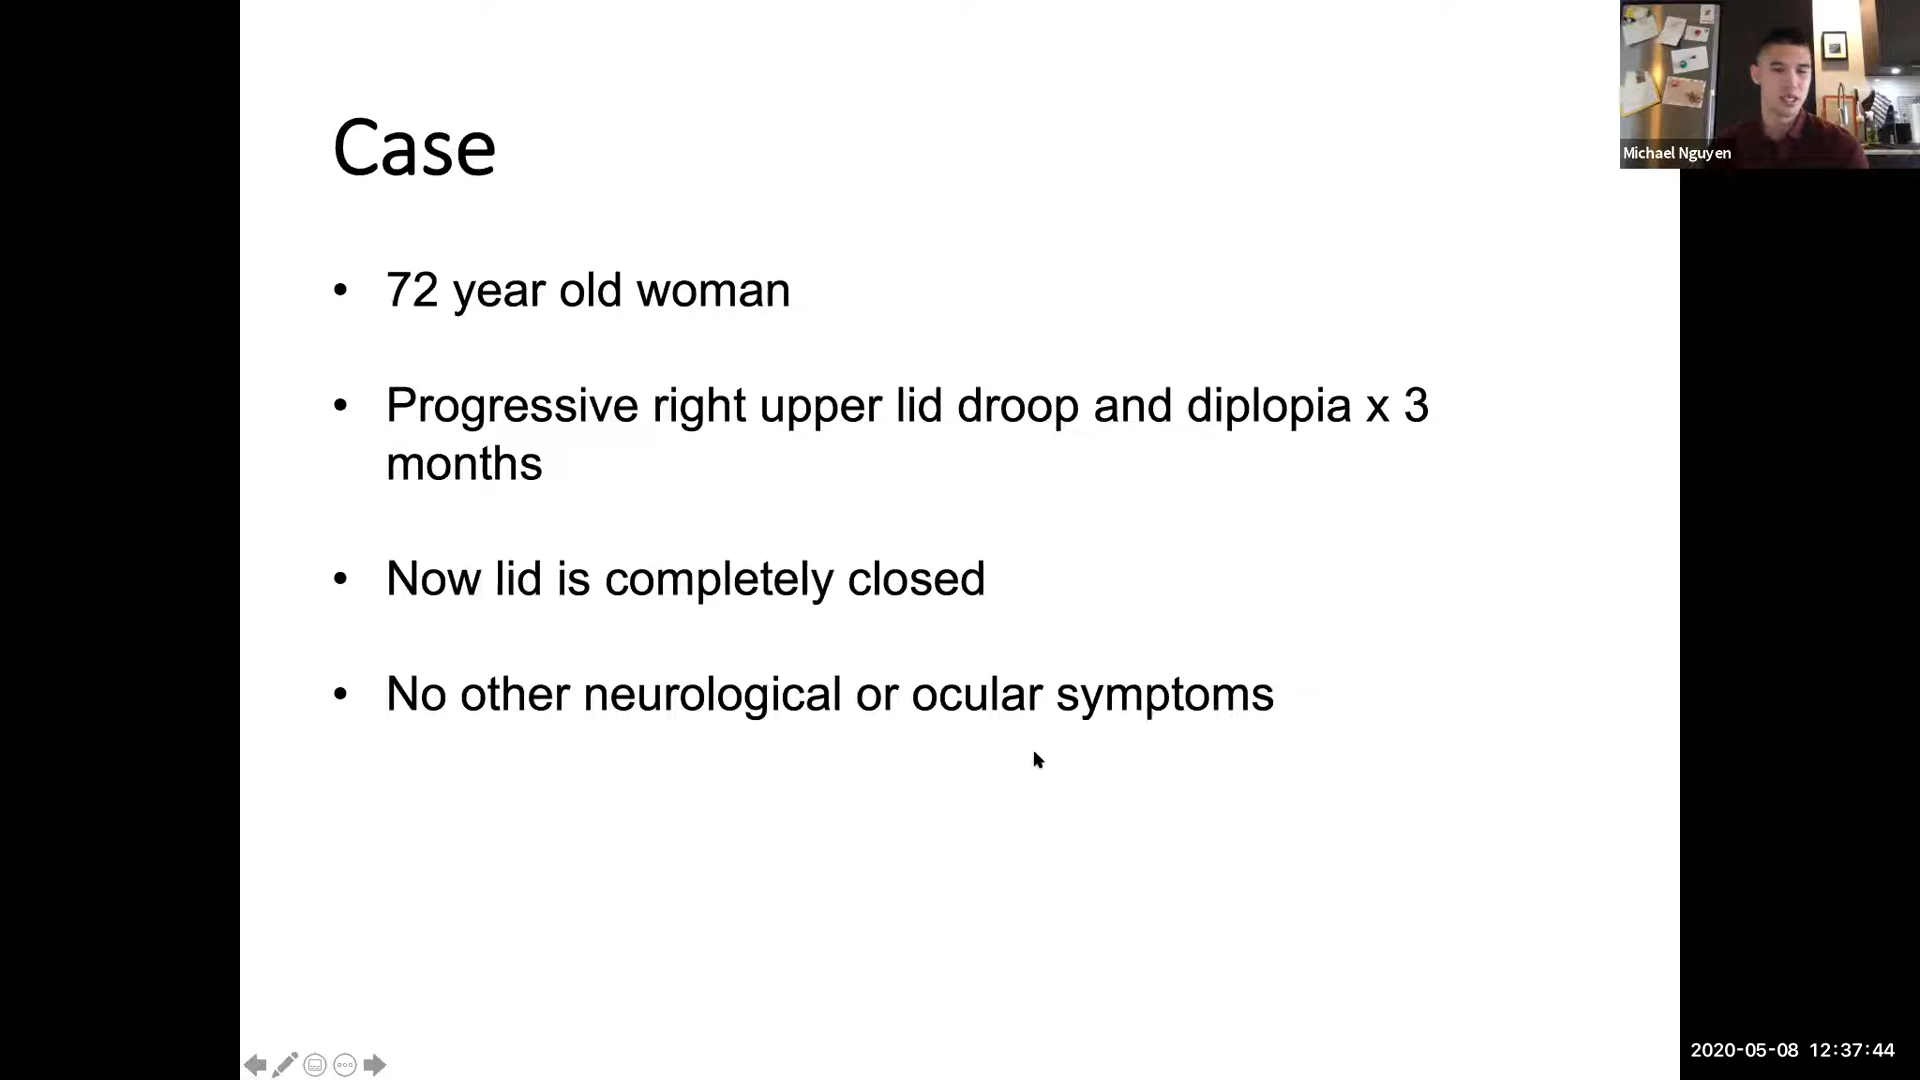 Case
• 72 year old woman
• Progressive right upper lid droop and diplopia x 3
months
• Now lid is completely closed
• No other neurological or ocular symptoms
Michael Nguyen
2020-05-08 12:37:44